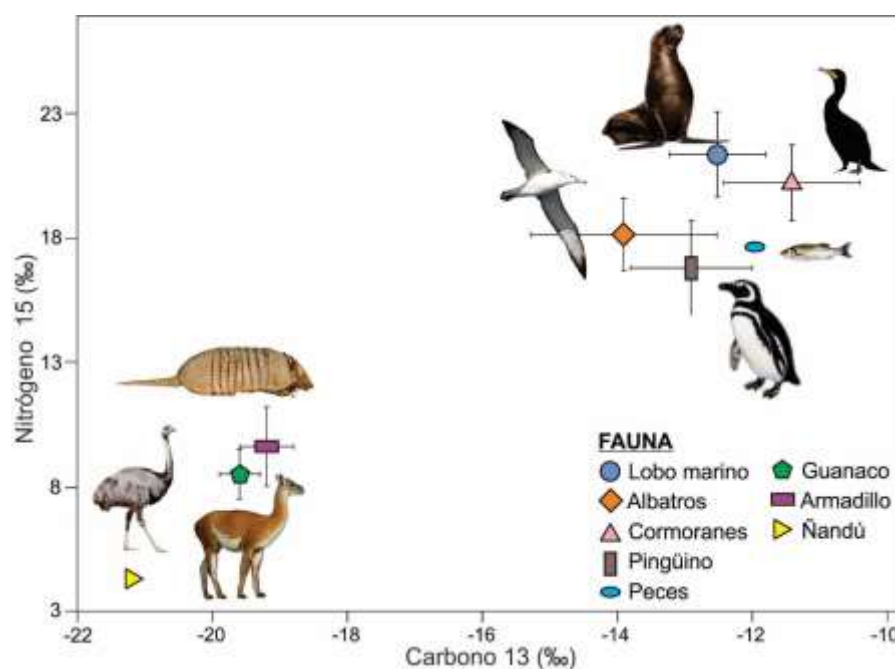 Nitrógeno 15 (‰)
23
18
13
8
3
-22
-20
-18
-16
-14
-12
-10
Carbono 13 (‰)
FAUNA
Lobo marino
Albatros
Cormoranes
Pingüino
Peces
Guanaco
Armadillo
Ñandú